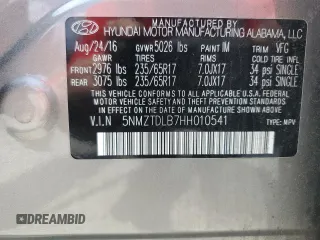 MANUFACTURED BY
HYUNDAI MOTOR MANUFACTURING ALABAMA, LLC
Aug/24/16 GVWR 5026 lbs PAINT IM TRIM VFG
GAWR TIRES RIMS COLD TIRE INFL
FRONT 2976 lbs 235/65R17 7.0JX17 34 psi SINGLE
REAR 3075 lbs 235/65R17 7.0JX17 34 psi SINGLE
THIS VEHICLE CONFORMS TO ALL APPLICABLE
U.S. FEDERAL MOTOR VEHICLE SAFETY AND BUMPER
STANDARDS IN EFFECT ON THE DATE OF
MANUFACTURE SHOWN ABOVE.
V.I.N 5NMZTDLB7HH010541 TYPE: MPV
DREAMBID